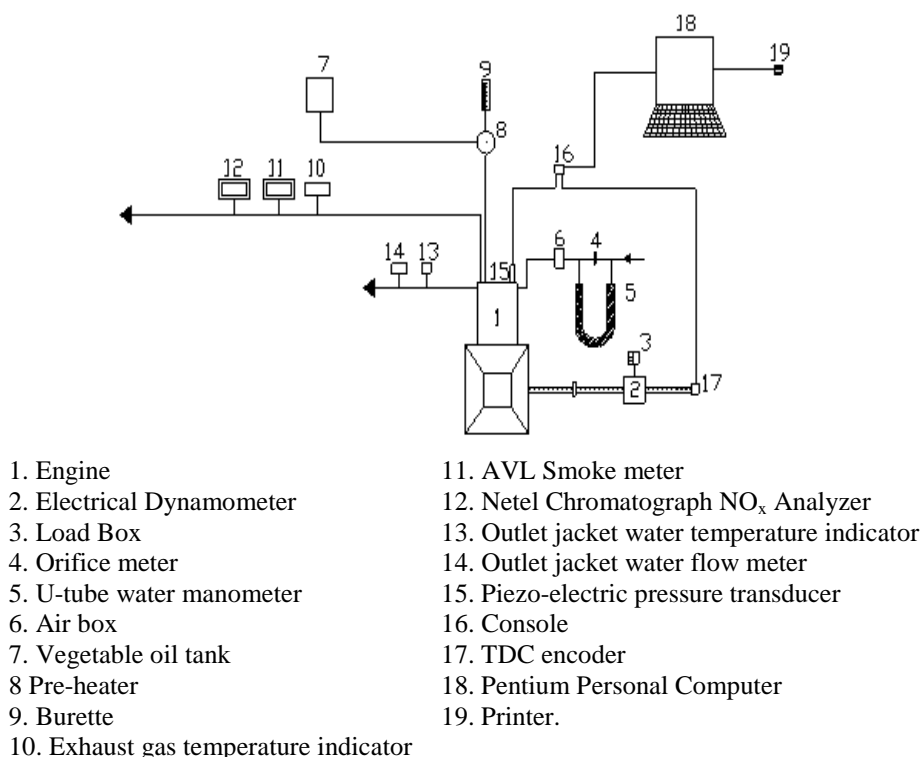 18
19
7
9
8
16
12 11 10
6 4
14 13
15
5
1
3
2
17
1. Engine
2. Electrical Dynamometer
3. Load Box
4. Orifice meter
5. U-tube water manometer
6. Air box
7. Vegetable oil tank
8 Pre-heater
9. Burette
10. Exhaust gas temperature indicator
11. AVL Smoke meter
12. Netel Chromatograph NOx Analyzer
13. Outlet jacket water temperature indicator
14. Outlet jacket water flow meter
15. Piezo-electric pressure transducer
16. Console
17. TDC encoder
18. Pentium Personal Computer
19. Printer.